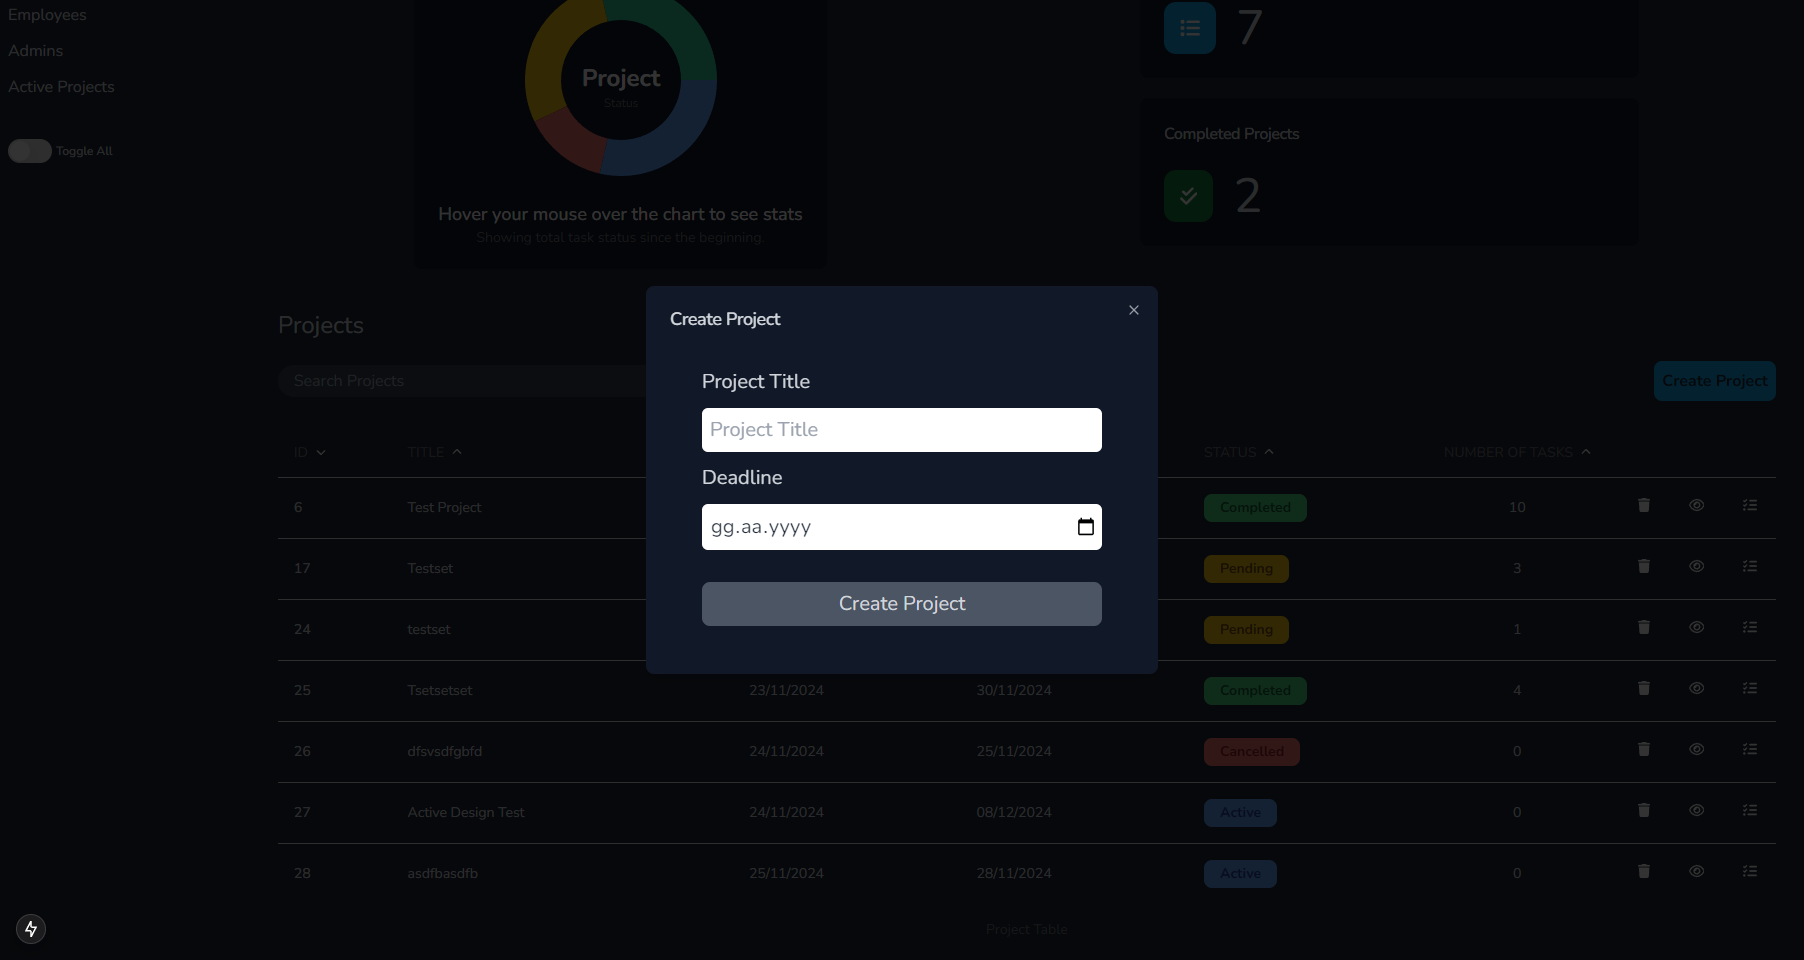 Employees
Admins
Active Projects
Toggle All
Project
Status
Hover your mouse over the chart to see stats
Showing total task status since the beginning.
7
Completed Projects
2
Projects
Search Projects
Create Project
Create Project
Project Title
Project Title
Deadline
gg.aa.yyyy
Create Project
ID TITLE STATUS NUMBER OF TASKS
6 Test Project Completed 10
17 Testset Pending 3
24 testset Pending 1
25 Tsetsetset 23/11/2024 30/11/2024 Completed 4
26 dfsvsdfgbfd 24/11/2024 25/11/2024 Cancelled 0
27 Active Design Test 24/11/2024 08/12/2024 Active 0
28 asdfbasdfb 25/11/2024 28/11/2024 Active 0
Project Table